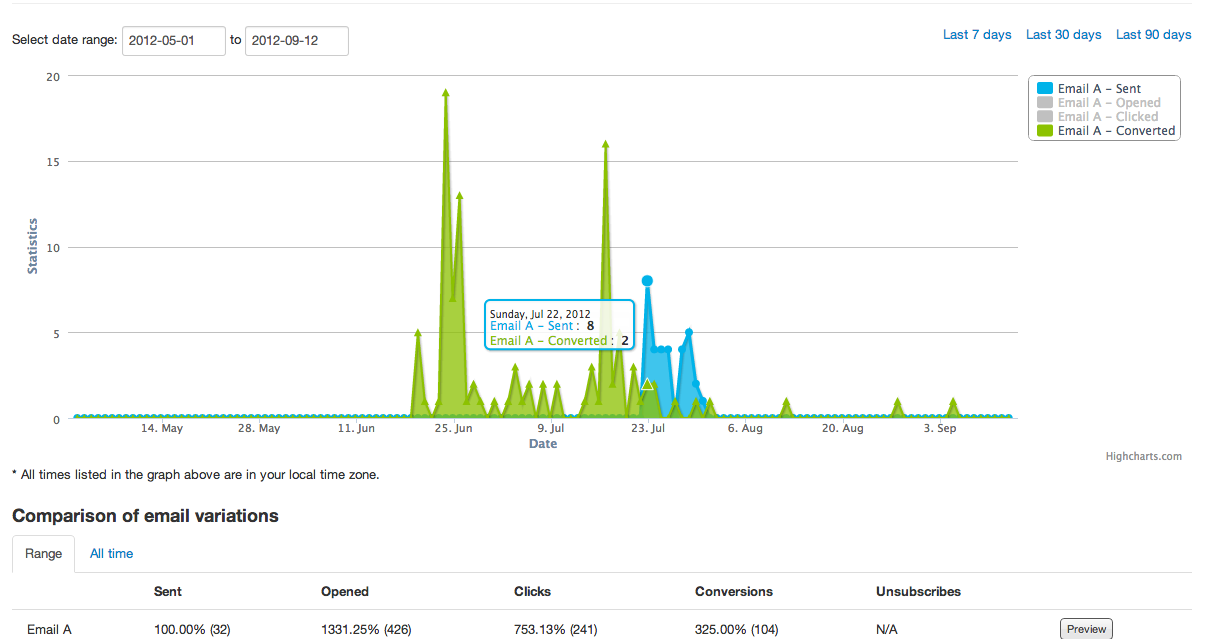 Select date range: 2012-05-01 to 2012-09-12
Last 7 days Last 30 days Last 90 days
20
15
10
5
0
Statistics
Email A – Sent
Email A – Opened
Email A – Clicked
Email A – Converted
Sunday, Jul 22, 2012
Email A – Sent : 8
Email A – Converted : 2
14. May 28. May 11. Jun 25. Jun 9. Jul 23. Jul 6. Aug 20. Aug 3. Sep
Date
Highcharts.com
* All times listed in the graph above are in your local time zone.
Comparison of email variations
Range All time
Sent Opened Clicks Conversions Unsubscribes
Email A 100.00% (32) 1331.25% (426) 753.13% (241) 325.00% (104) N/A Preview